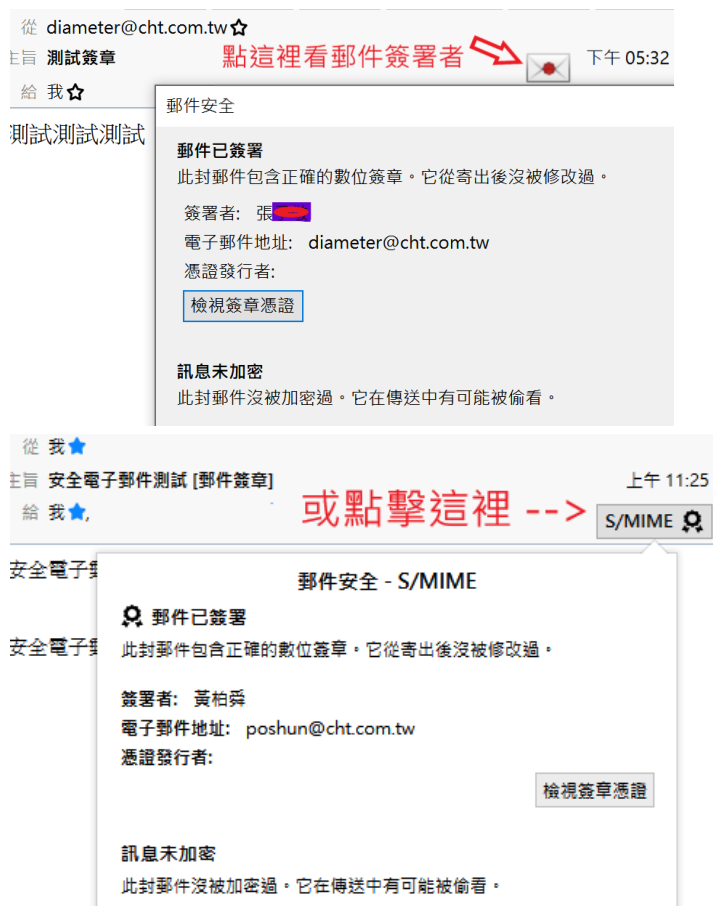 從 diameter@cht.com.tw
主旨 測試簽章
點這裡看郵件簽署者
下午 05:32
給 我
測試測試測試
郵件安全
郵件已簽署
此封郵件包含正確的數位簽章。它從寄出後沒被修改過。
簽署者: 張
電子郵件地址: diameter@cht.com.tw
憑證發行者:
檢視簽章憑證
訊息未加密
此封郵件沒被加密過。它在傳送中有可能被偷看。
從 我
主旨 安全電子郵件測試 [郵件簽章]
上午 11:25
給 我,
或點擊這裡 -->
S/MIME
安全電子郵
郵件安全 - S/MIME
郵件已簽署
安全電子郵
此封郵件包含正確的數位簽章。它從寄出後沒被修改過。
簽署者: 黃柏舜
電子郵件地址: poshun@cht.com.tw
憑證發行者:
檢視簽章憑證
訊息未加密
此封郵件沒被加密過。它在傳送中有可能被偷看。